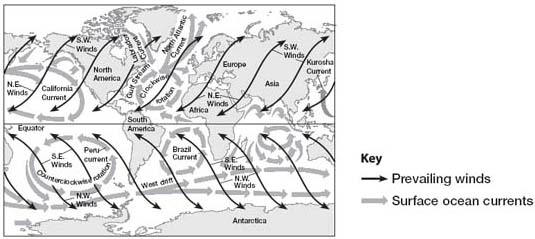 S.W.
Winds
Labrador
Current
North Atlantic
Current
S.W.
Winds
Kurosha
Current
North
America
Europe
Asia
N.E.
Winds
California
Current
Gulf Stream
Clockwise
rotation
N.E.
Winds
Africa
Equator
South
America
S.E.
Winds
Peru
current
Counterclockwise rotation
N.W.
Winds
West drift
Brazil
Current
S.E.
Winds
N.W.
Winds
Antarctica
Key
Prevailing winds
Surface ocean currents